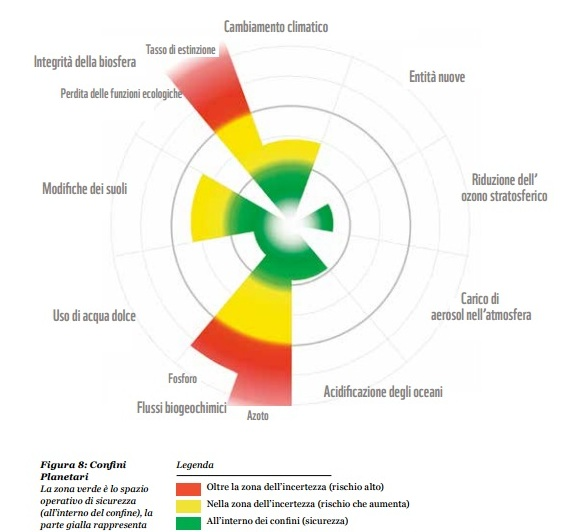 Cambiamento climatico
Tasso di estinzione
Integrità della biosfera
Entità nuove
Perdita delle funzioni ecologiche
Riduzione dell'
ozono stratosferico
Modifiche dei suoli
Carico di
aerosol nell'atmosfera
Uso di acqua dolce
Fosforo
Acidificazione degli oceani
Flussi biogeochimici
Azoto
Figura 8: Confini
Planetari
La zona verde è lo spazio
operativo di sicurezza
(all'interno del confine), la
parte gialla rappresenta
Legenda
Oltre la zona dell'incertezza (rischio alto)
Nella zona dell'incertezza (rischio che aumenta)
All'interno dei confini (sicurezza)